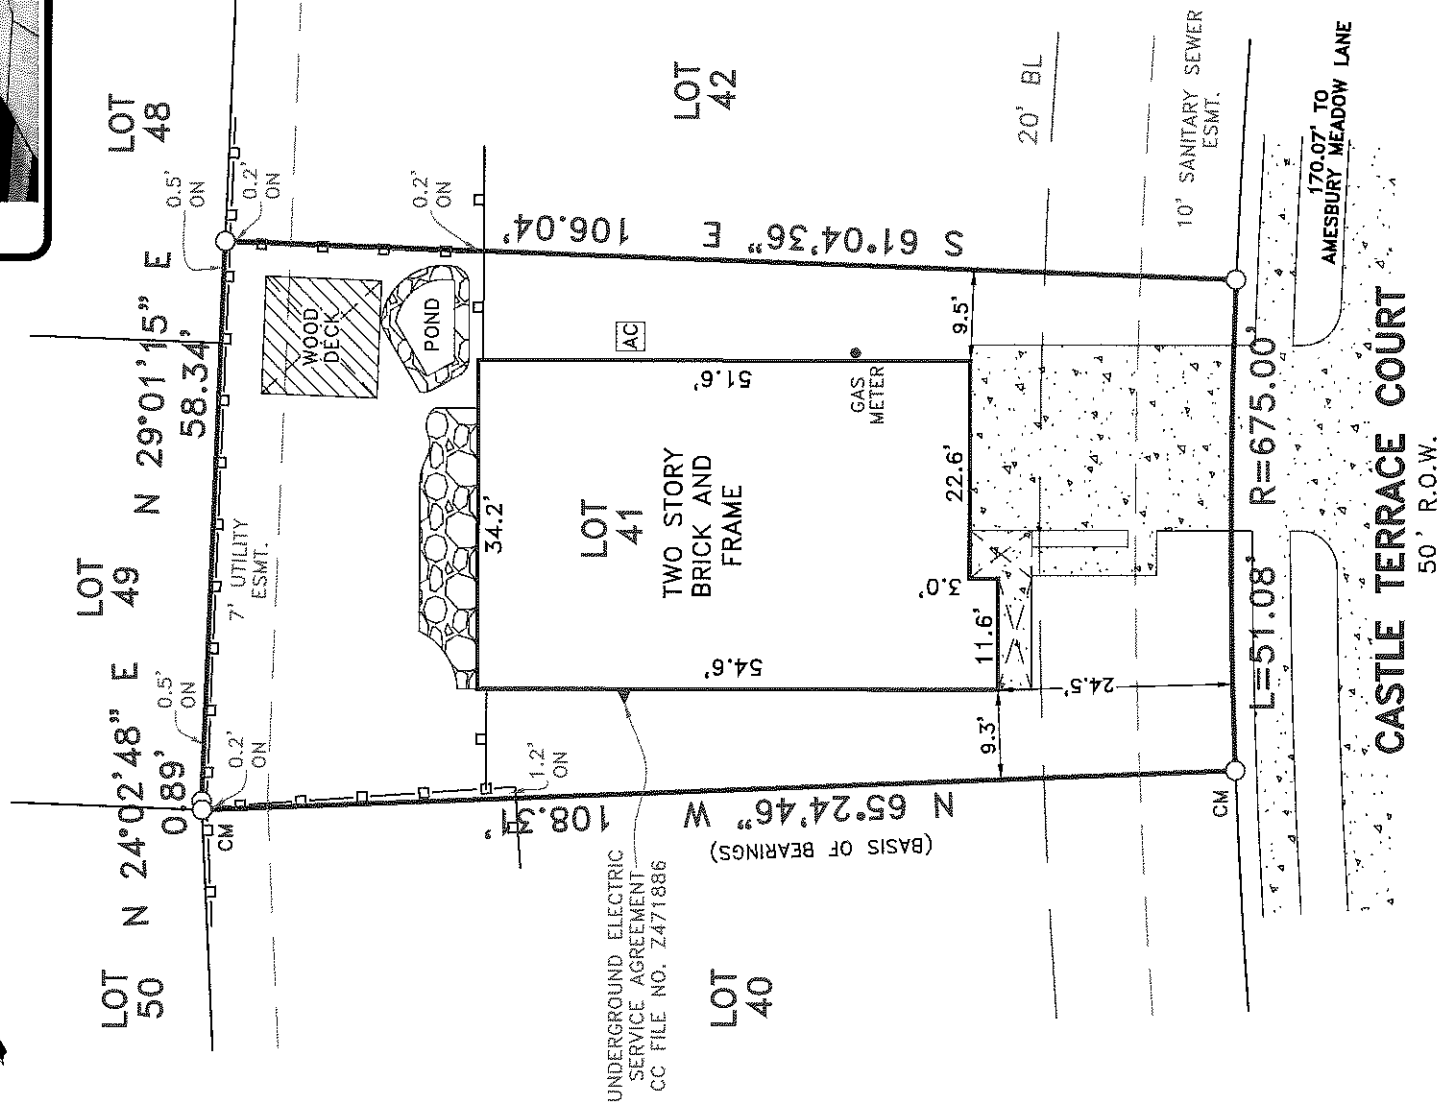 LOT
50
N 24°02'48" E
0.89'
LOT
49
N 29°01'15" E
58.34'
LOT
48
0.5'
ON
0.2'
ON
0.5'
ON
0.2'
ON
0.2'
ON
CM
7' UTILITY
ESMT.
WOOD
DECK
POND
34.2'
LOT
41
TWO STORY
BRICK AND
FRAME
AC
51.6'
54.6'
GAS
METER
22.6'
3.0'
11.6'
9.5'
9.3'
24.5'
1.2'
ON
S 61°04'36" E 106.04'
N 65°24'46" W 108.31'
(BASIS OF BEARINGS)
UNDERGROUND ELECTRIC
SERVICE AGREEMENT
CC FILE NO. Z471886
LOT
40
LOT
42
20' BL
10' SANITARY SEWER
ESMT.
CM
L=51.08' R=675.00'
170.07' TO
AMESBURY MEADOW LANE
CASTLE TERRACE COURT
50' R.O.W.